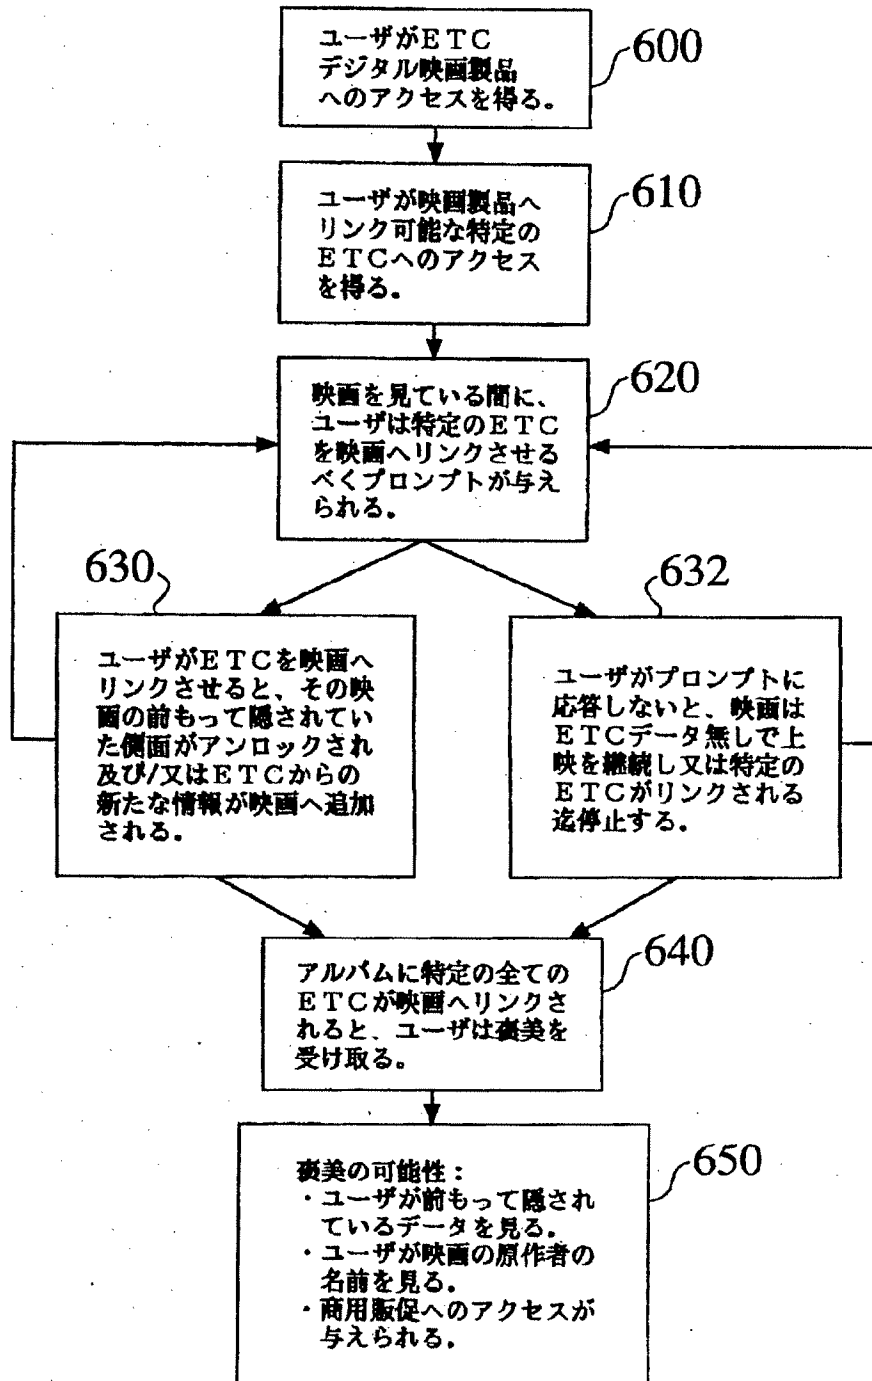 ユーザがETC
デジタル映画製品
へのアクセスを得る。
600
ユーザが映画製品へ
リンク可能な特定の
ETCへのアクセス
を得る。
610
映画を見ている間に、
ユーザは特定のETC
を映画へリンクさせる
べくプロンプトが与え
られる。
620
630
ユーザがETCを映画へ
リンクさせると、その映
画の前もって隠されてい
た側面がアンロックされ
及び/又はETCからの
新たな情報が映画へ追加
される。
632
ユーザがプロンプトに
応答しないと、映画は
ETCデータ無しで上
映を継続し又は特定の
ETCがリンクされる
迄停止する。
アルバムに特定の全ての
ETCが映画へリンクさ
れると、ユーザは褒美を
受け取る。
640
褒美の可能性：
・ユーザが前もって隠され
ているデータを見る。
・ユーザが映画の原作者の
名前を見る。
・商用販促へのアクセスが
与えられる。
650